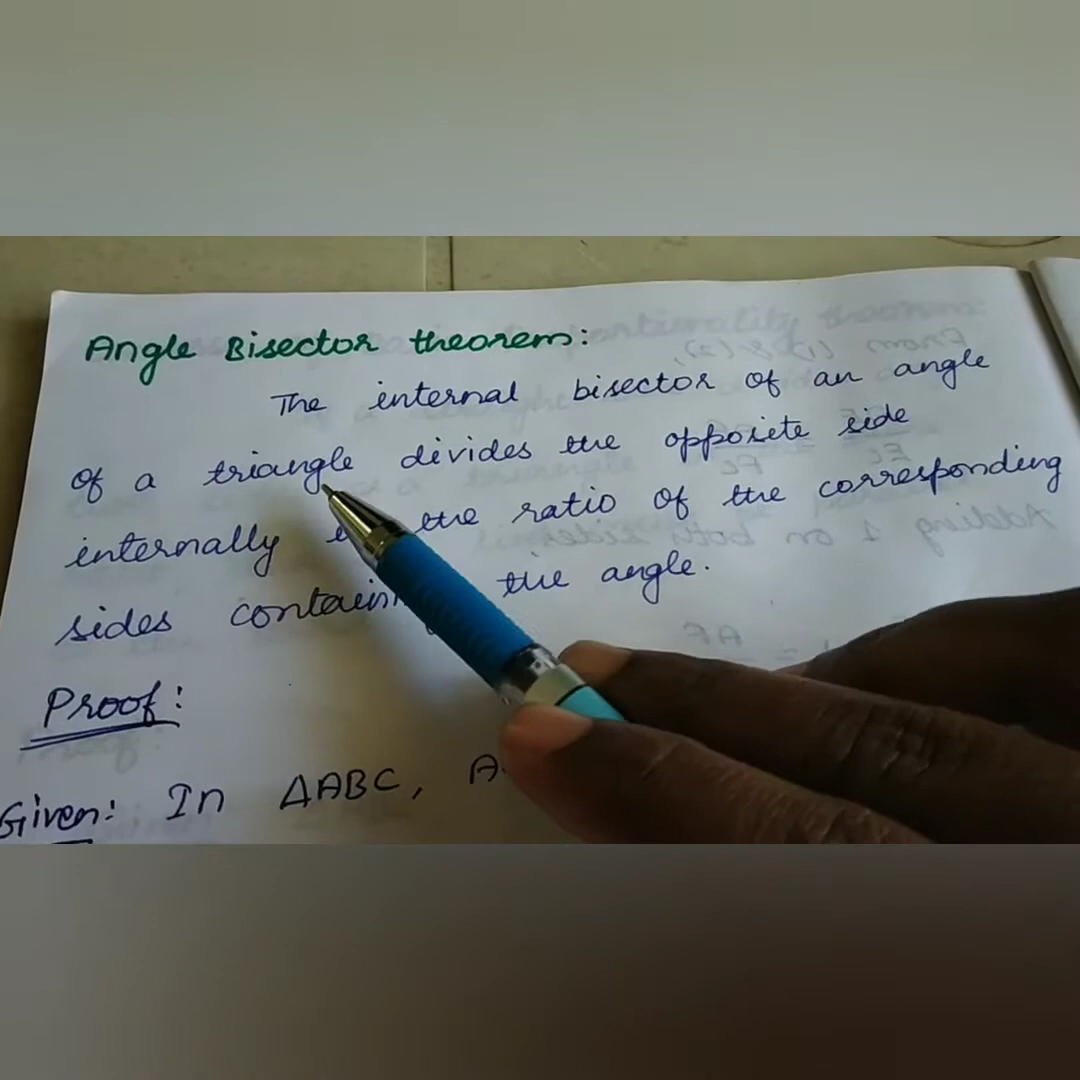 Angle Bisector theorem:
The internal bisector of an angle
of a triangle divides the opposite side
internally the ratio of the corresponding
sides the angle.
Proof:
Given: In ΔABC,